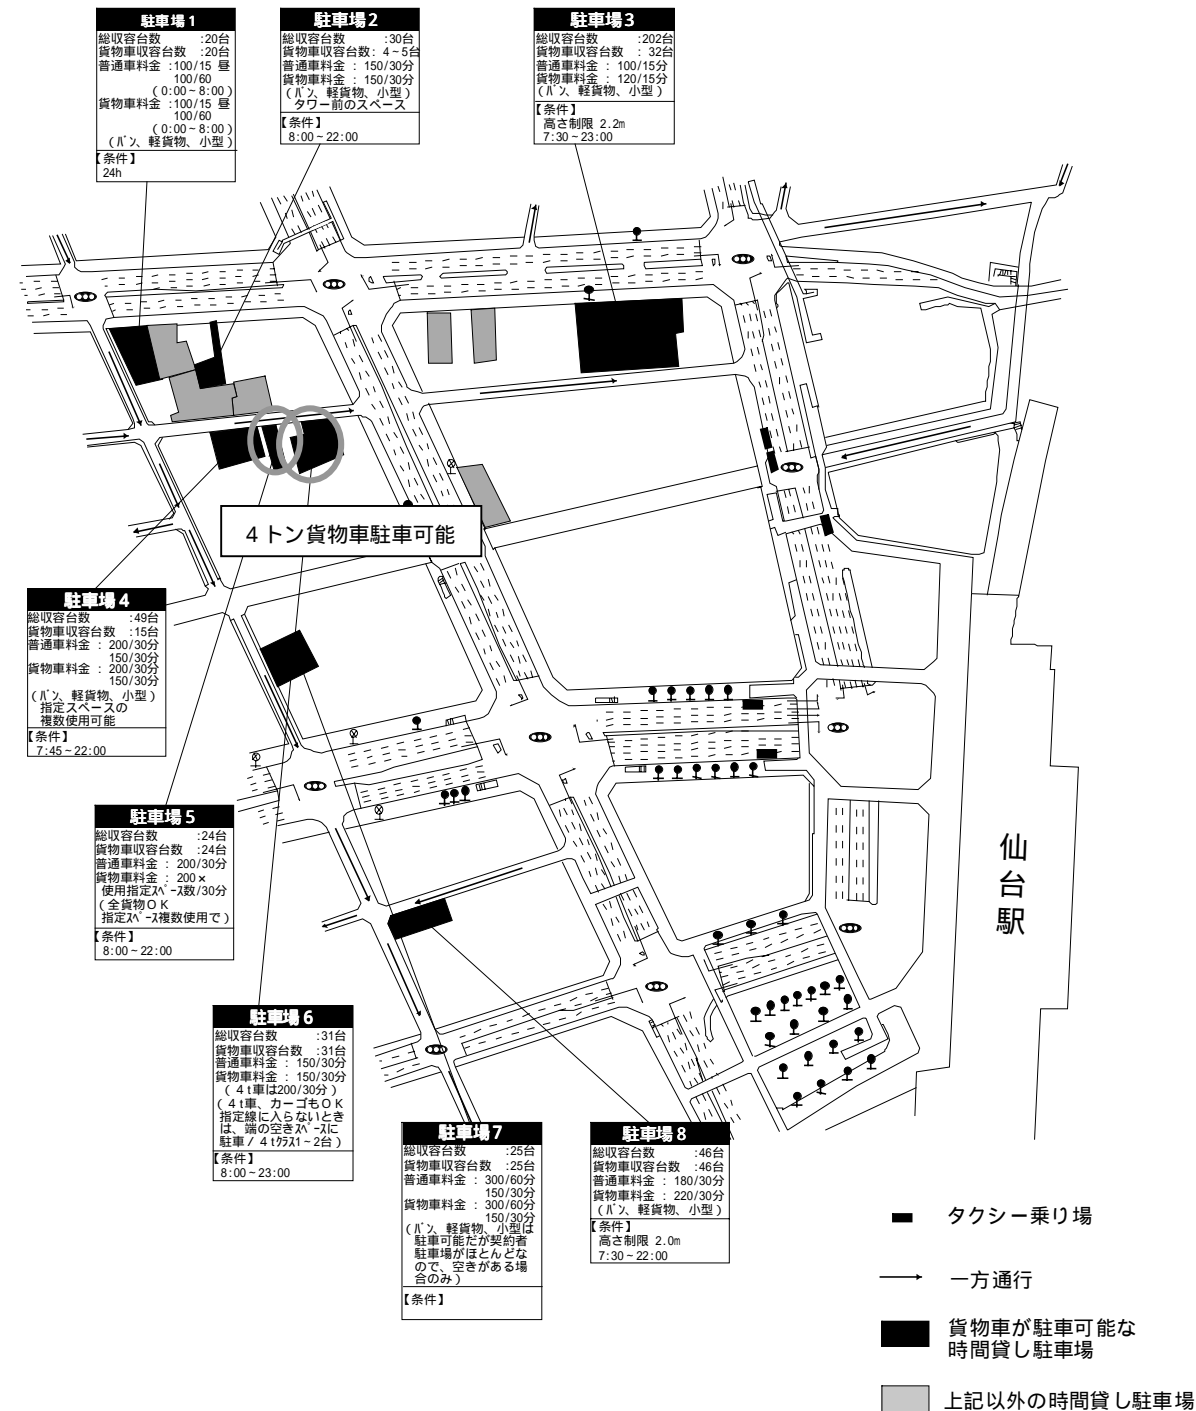 駐車場1
総収容台数　:20台
貨物車収容台数　:20台
普通車料金 :100/15 昼
100/60
(0:00~8:00)
貨物車料金 :100/15 昼
100/60
(0:00~8:00)
(バン、軽貨物、小型)
【条件】
24h
駐車場2
総収容台数　:30台
貨物車収容台数: 4~5台
普通車料金 : 150/30分
貨物車料金 : 150/30分
(バン、軽貨物、小型)
タワー前のスペース
【条件】
8:00~22:00
駐車場3
総収容台数　:202台
貨物車収容台数 : 32台
普通車料金 : 100/15分
貨物車料金 : 120/15分
(バン、軽貨物、小型)
【条件】
高さ制限 2.2m
7:30~23:00
4トン貨物車駐車可能
駐車場4
総収容台数　:49台
貨物車収容台数　:15台
普通車料金 : 200/30分
150/30分
貨物車料金 : 200/30分
150/30分
(バン、軽貨物、小型)
指定スペースの
複数使用可能
【条件】
7:45~22:00
駐車場5
総収容台数　:24台
貨物車収容台数　:24台
普通車料金 : 200/30分
貨物車料金 : 200×
使用指定スペース数/30分
(全貨物OK
指定スペース複数使用で)
【条件】
8:00~22:00
駐車場6
総収容台数　:31台
貨物車収容台数　:31台
普通車料金 : 150/30分
貨物車料金 : 150/30分
(4t車は200/30分)
(4t車、カーゴもOK
指定線に入らないとき
は、端の空きスペースに
駐車/4tクラス1~2台)
【条件】
8:00~23:00
駐車場7
総収容台数　:25台
貨物車収容台数　:25台
普通車料金 : 300/60分
150/30分
貨物車料金 : 300/60分
150/30分
(バン、軽貨物、小型は
駐車可能だが契約者
駐車場がほとんどな
ので、空きがある場
合のみ)
【条件】
駐車場8
総収容台数　:46台
貨物車収容台数　:46台
普通車料金 : 180/30分
貨物車料金 : 220/30分
(バン、軽貨物、小型)
【条件】
高さ制限 2.0m
7:30~22:00
仙台駅
タクシー乗り場
一方通行
貨物車が駐車可能な
時間貸し駐車場
上記以外の時間貸し駐車場